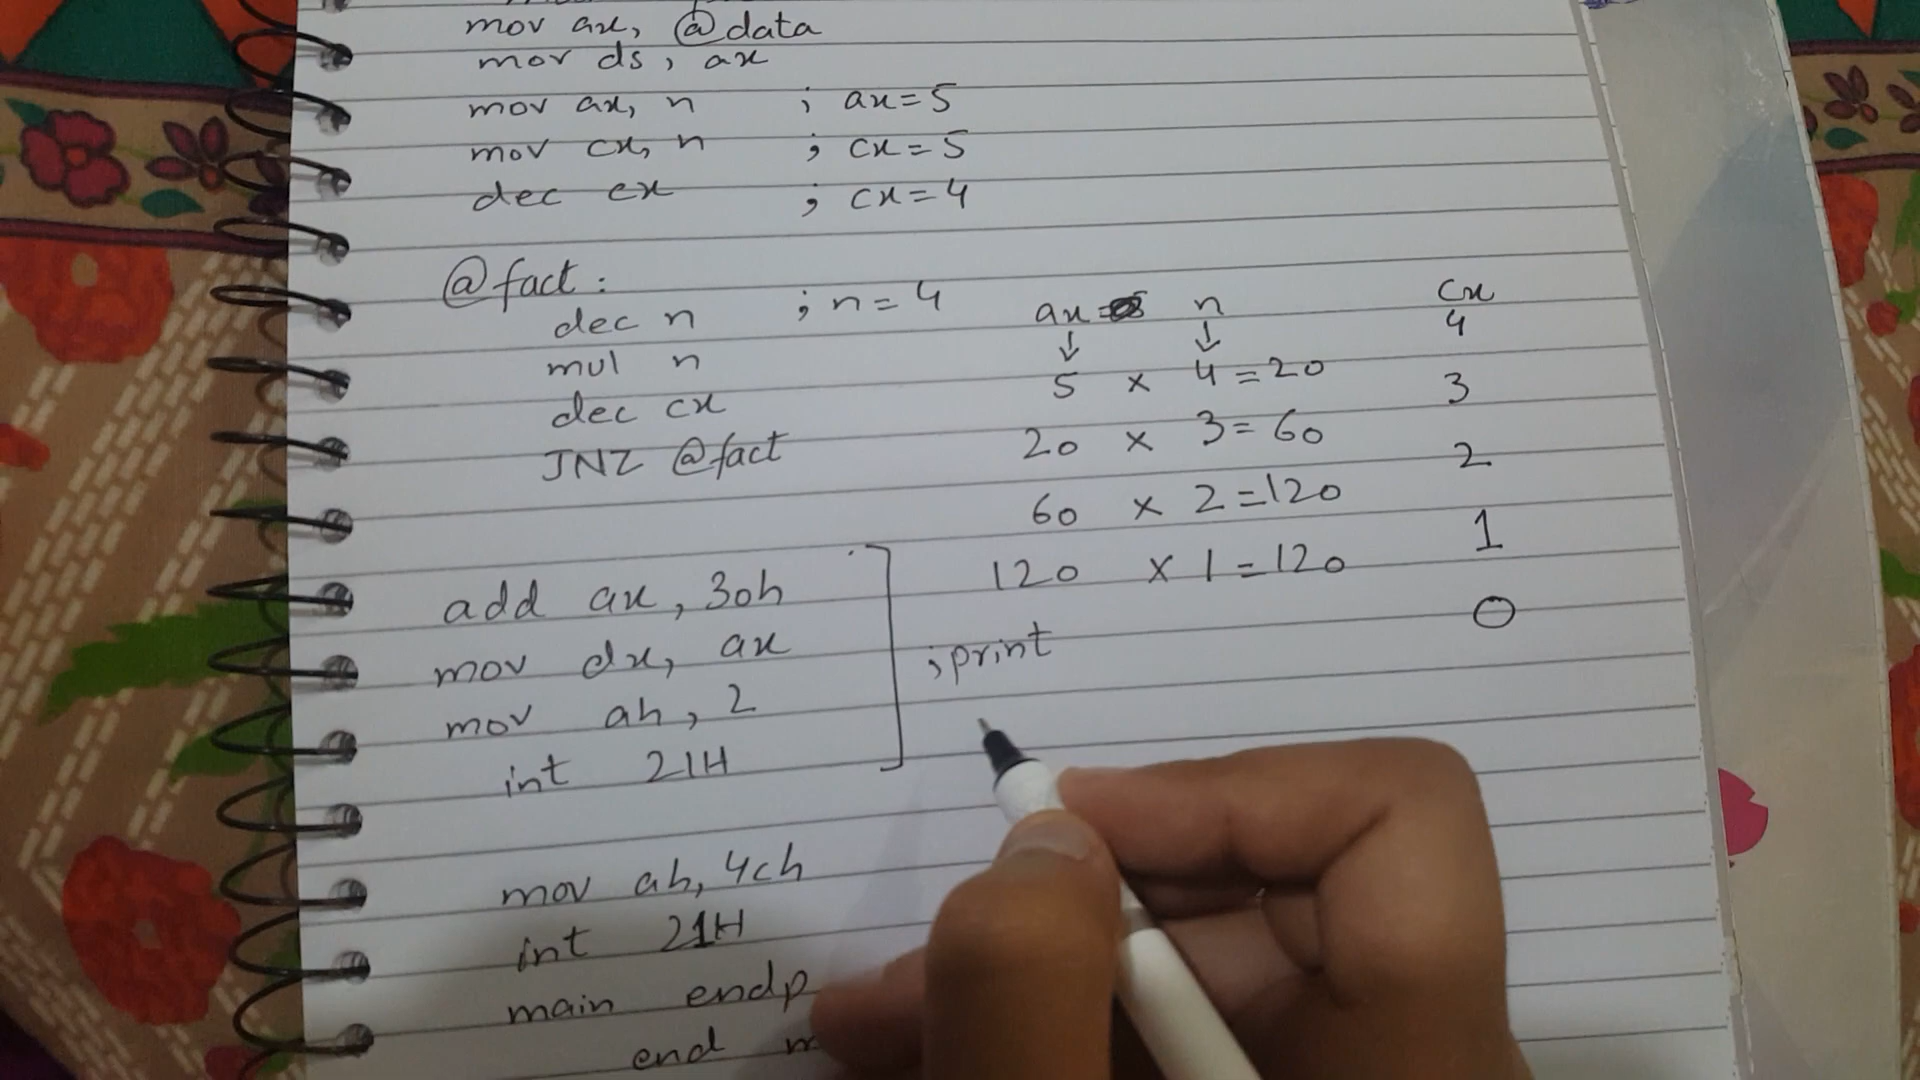 mov ax, @data
mov ds, ax
mov ax, n ; ax=5
mov cx, n ; cx=5
dec cx ; cx=4
@fact:
dec n ; n=4
mul n
dec cx
JNZ @fact
ax = n cx
↓ ↓ 4
5 x 4 = 20 3
20 x 3 = 60 2
60 x 2 = 120 1
120 x 1 = 120 0
add ax, 30h
mov dx, ax
mov ah, 2
int 21H
; print
mov ah, 4ch
int 21H
main endp
end